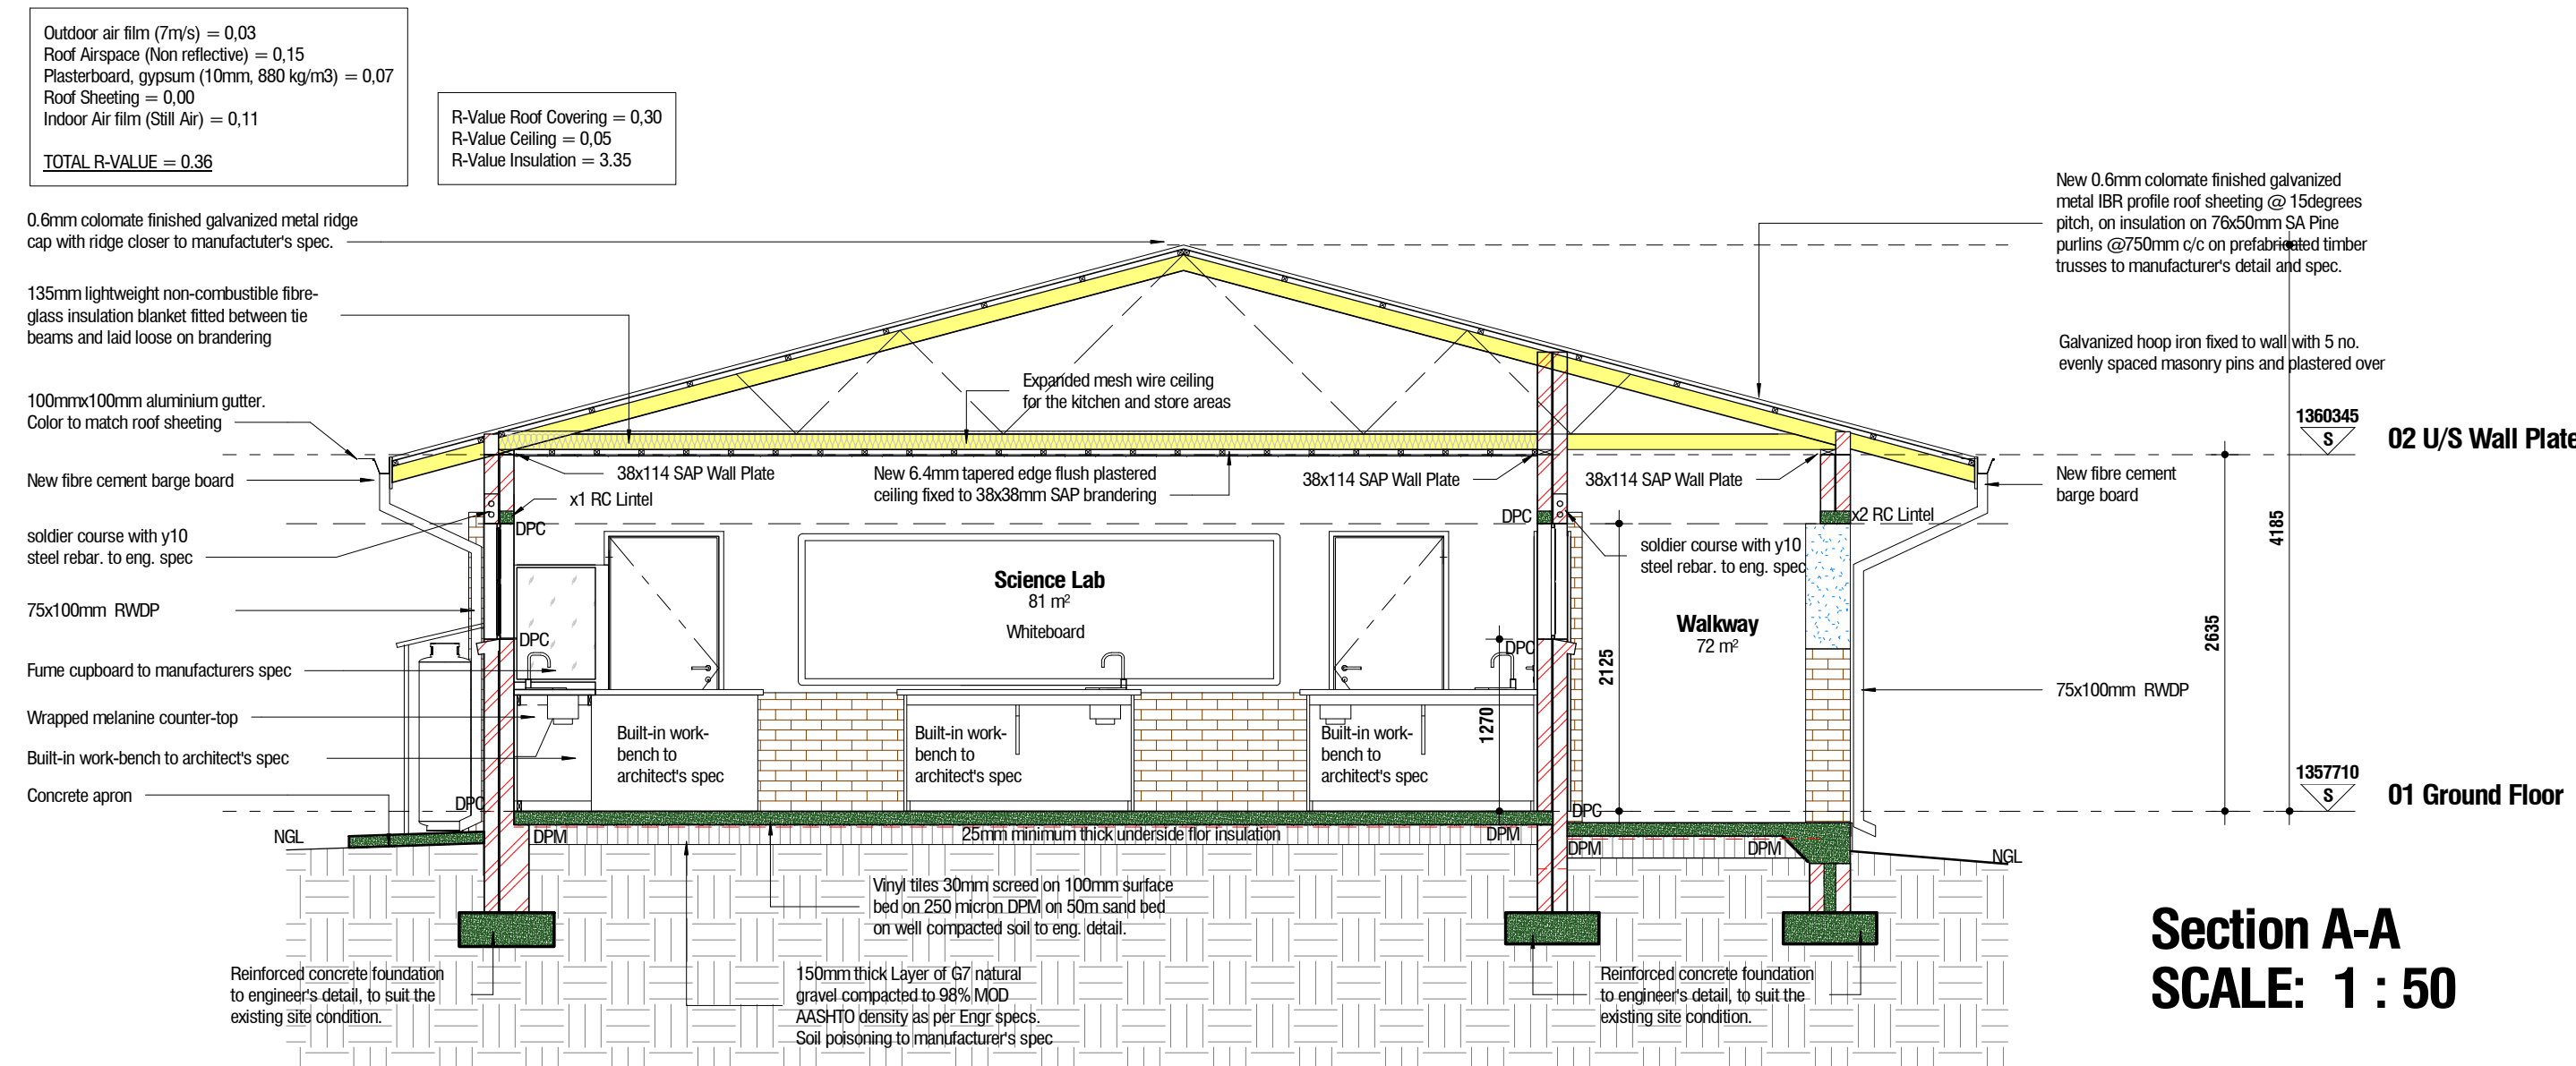 Outdoor air film (7m/s) = 0,03
Roof Airspace (Non reflective) = 0,15
Plasterboard, gypsum (10mm, 880 kg/m3) = 0,07
Roof Sheeting = 0,00
Indoor Air film (Still Air) = 0,11
TOTAL R-VALUE = 0.36
R-Value Roof Covering = 0,30
R-Value Ceiling = 0,05
R-Value Insulation = 3.35
0.6mm colomate finished galvanized metal ridge
cap with ridge closer to manufactuter's spec.
135mm lightweight non-combustible fibre-
glass insulation blanket fitted between tie
beams and laid loose on brandering
100mmx100mm aluminium gutter.
Color to match roof sheeting
New fibre cement barge board
soldier course with y10
steel rebar. to eng. spec
75x100mm RWDP
Fume cupboard to manufacturers spec
Wrapped melanine counter-top
Built-in work-bench to architect's spec
Concrete apron
NGL
Expanded mesh wire ceiling
for the kitchen and store areas
38x114 SAP Wall Plate
x1 RC Lintel
DPC
New 6.4mm tapered edge flush plastered
ceiling fixed to 38x38mm SAP brandering
38x114 SAP Wall Plate
38x114 SAP Wall Plate
DPC
x2 RC Lintel
soldier course with y10
steel rebar. to eng. spec
Science Lab
81 m²
Whiteboard
Walkway
72 m²
DPC
DPC
2125
1270
Built-in work-
bench to
architect's spec
Built-in work-
bench to
architect's spec
Built-in work-
bench to
architect's spec
DPC
DPC
DPM
25mm minimum thick underside flor insulation
DPM
DPM
DPM
NGL
Vinyl tiles 30mm screed on 100mm surface
bed on 250 micron DPM on 50m sand bed
on well compacted soil to eng. detail.
Reinforced concrete foundation
to engineer's detail, to suit the
existing site condition.
150mm thick Layer of G7 natural
gravel compacted to 98% MOD
AASHTO density as per Engr specs.
Soil poisoning to manufacturer's spec
Reinforced concrete foundation
to engineer's detail, to suit the
existing site condition.
New 0.6mm colomate finished galvanized
metal IBR profile roof sheeting @ 15degrees
pitch, on insulation on 76x50mm SA Pine
purlins @750mm c/c on prefabricated timber
trusses to manufacturer's detail and spec.
Galvanized hoop iron fixed to wall with 5 no.
evenly spaced masonry pins and plastered over
1360345
S
02 U/S Wall Plate
New fibre cement
barge board
4185
2635
75x100mm RWDP
1357710
S
01 Ground Floor
Section A-A
SCALE: 1 : 50